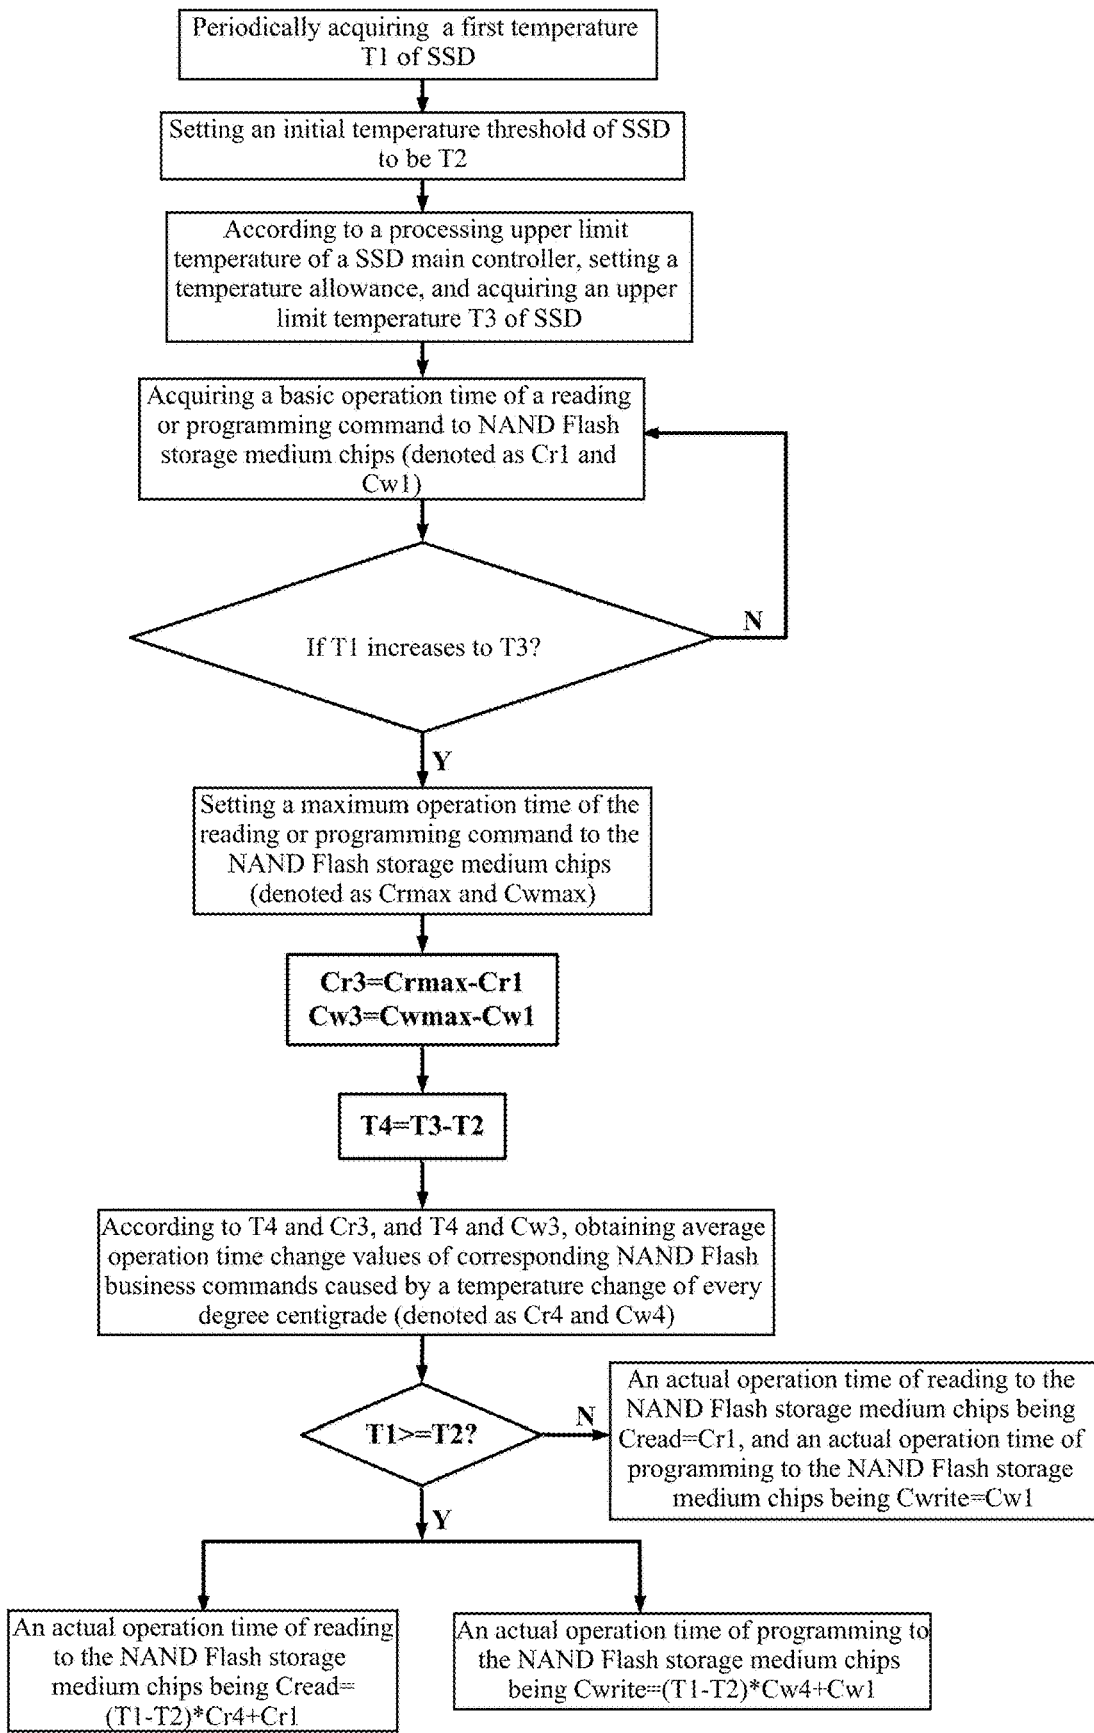 Periodically acquiring a first temperature
T1 of SSD
Setting an initial temperature threshold of SSD
to be T2
According to a processing upper limit
temperature of a SSD main controller, setting a
temperature allowance, and acquiring an upper
limit temperature T3 of SSD
Acquiring a basic operation time of a reading
or programming command to NAND Flash
storage medium chips (denoted as Cr1 and
Cw1)
If T1 increases to T3?
N
Y
Setting a maximum operation time of the
reading or programming command to the
NAND Flash storage medium chips
(denoted as Crmax and Cwmax)
Cr3=Crmax-Cr1
Cw3=Cwmax-Cw1
T4=T3-T2
According to T4 and Cr3, and T4 and Cw3, obtaining average
operation time change values of corresponding NAND Flash
business commands caused by a temperature change of every
degree centigrade (denoted as Cr4 and Cw4)
T1>=T2?
N
An actual operation time of reading to the
NAND Flash storage medium chips being
Cread=Cr1, and an actual operation time of
programming to the NAND Flash storage
medium chips being Cwrite=Cw1
Y
An actual operation time of reading
to the NAND Flash storage
medium chips being Cread=
(T1-T2)*Cr4+Cr1
An actual operation time of programming to
the NAND Flash storage medium chips
being Cwrite=(T1-T2)*Cw4+Cw1